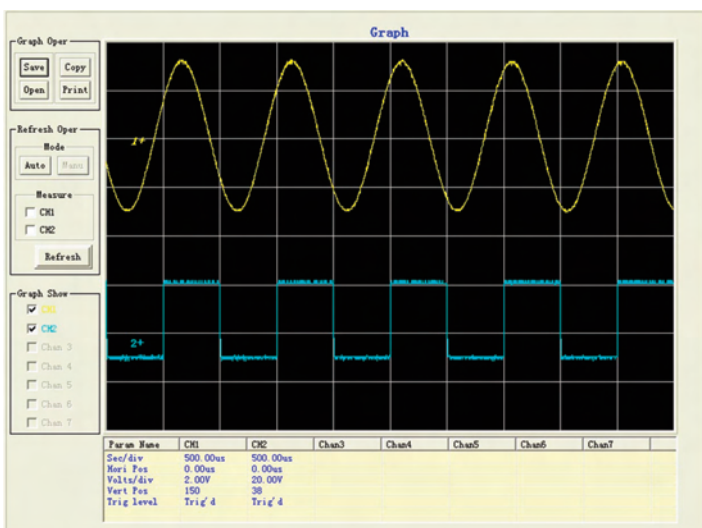 Graph
Graph Oper
Save Copy
Open Print
Refresh Oper
Mode
Auto Manu
Measure
CH1
CH2
Refresh
Graph Show
CH1
CH2
Chan 3
Chan 4
Chan 5
Chan 6
Chan 7
1+
2+
Param Name CH1 CH2 Chan3 Chan4 Chan5 Chan6 Chan7
Sec/div 500.00us 500.00us
Hori Pos 0.00us 0.00us
Volts/div 2.00V 20.00V
Vert Pos 150 38
Trig level Trig'd Trig'd